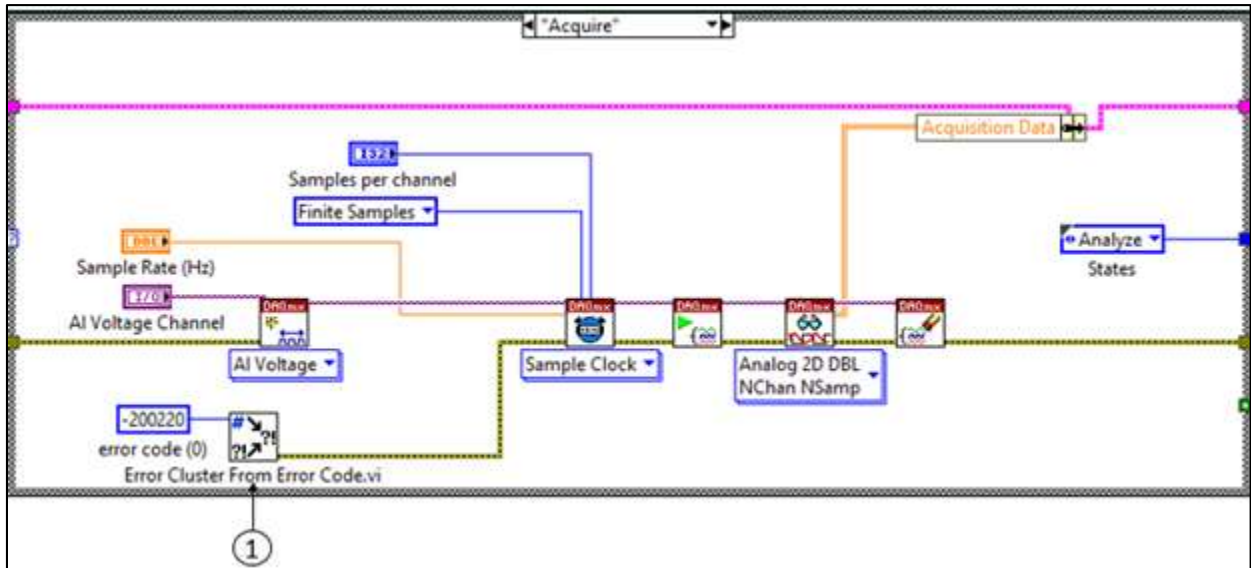 "Acquire"
Acquisition Data
I32
Samples per channel
Finite Samples
DBL
Sample Rate (Hz)
I/O
AI Voltage Channel
Analyze
States
DAQmx
DAQmx
DAQmx
DAQmx
DAQmx
AI Voltage
Sample Clock
Analog 2D DBL
NChan NSamp
-200220
error code (0)
# ?!
?!
Error Cluster From Error Code.vi
1